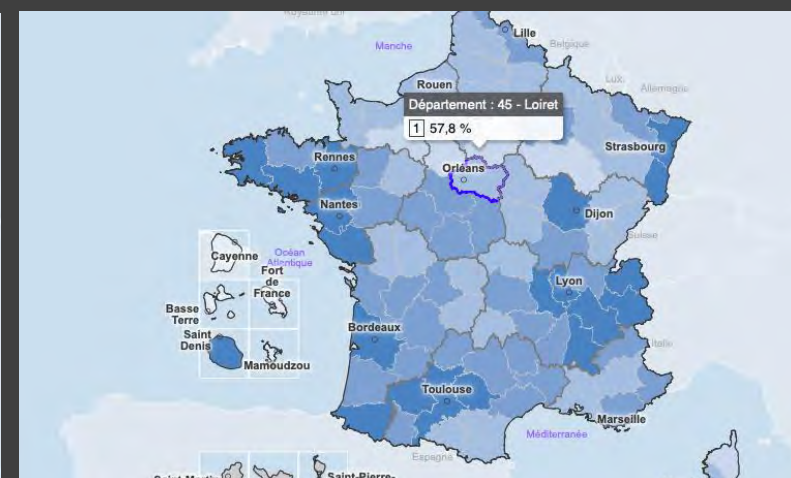 Royaume-Uni
Lille
Manche
Belgique
Rouen
Lux.
Allemagne
Département : 45 - Loiret
1 57,8 %
Strasbourg
Rennes
Orléans
Nantes
Dijon
Suisse
Cayenne
Océan
Atlantique
Fort
de
France
Lyon
Basse
Terre
Saint
Denis
Bordeaux
Italie
Mamoudzou
Toulouse
Marseille
Méditerranée
Espagne
Saint-Pierre-